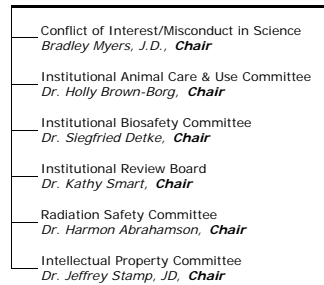 Conflict of Interest/Misconduct in Science
Bradley Myers, J.D., Chair
Institutional Animal Care & Use Committee
Dr. Holly Brown-Borg, Chair
Institutional Biosafety Committee
Dr. Siegfried Detke, Chair
Institutional Review Board
Dr. Kathy Smart, Chair
Radiation Safety Committee
Dr. Harmon Abrahamson, Chair
Intellectual Property Committee
Dr. Jeffrey Stamp, JD, Chair